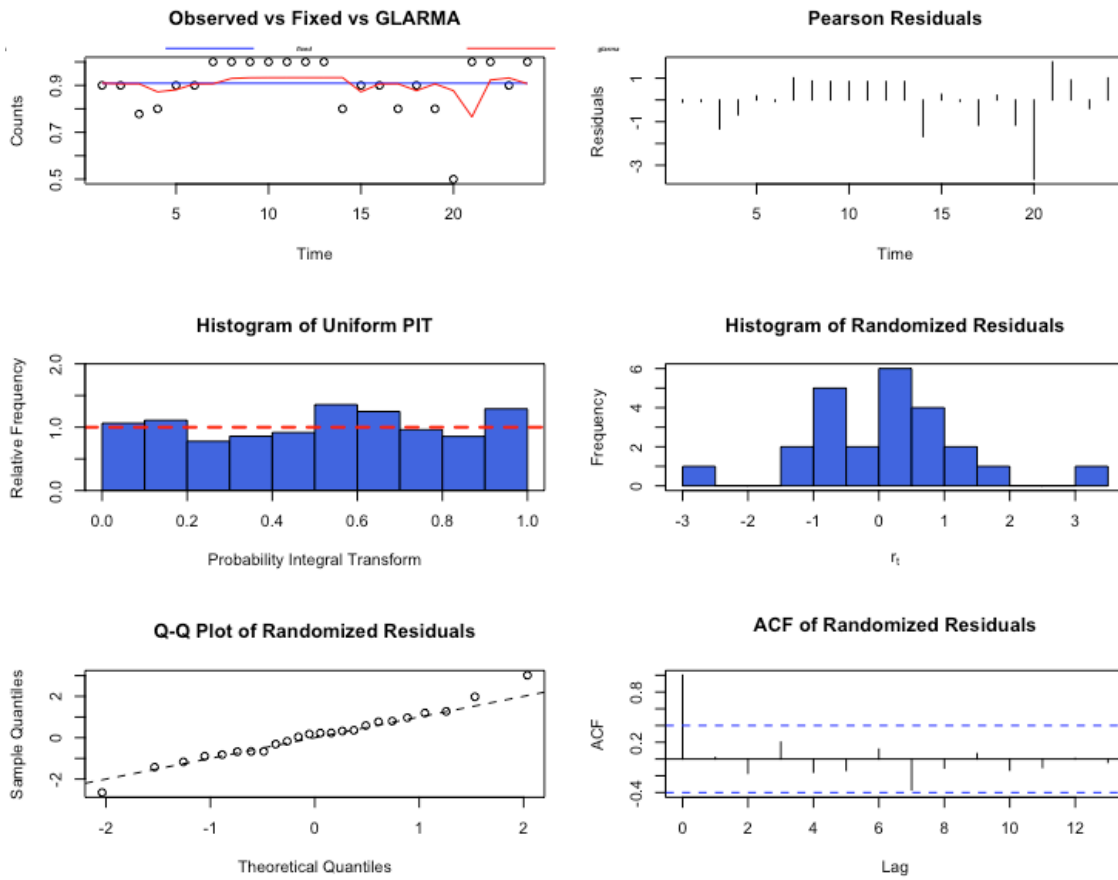 Observed vs Fixed vs GLARMA
fixed
glarma
Counts
0.5 0.7 0.9
5 10 15 20
Time
Pearson Residuals
Residuals
-3 -1 1
5 10 15 20
Time
Histogram of Uniform PIT
Relative Frequency
0.0 1.0 2.0
0.0 0.2 0.4 0.6 0.8 1.0
Probability Integral Transform
Histogram of Randomized Residuals
Frequency
0 2 4 6
-3 -2 -1 0 1 2 3
rt
Q-Q Plot of Randomized Residuals
Sample Quantiles
-2 0 2
-2 -1 0 1 2
Theoretical Quantiles
ACF of Randomized Residuals
ACF
-0.4 0.2 0.8
0 2 4 6 8 10 12
Lag